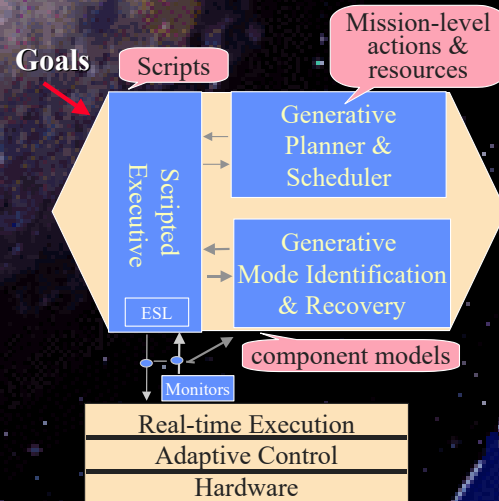 Goals
Scripts
Mission-level
actions &
resources
Scripted
Executive
ESL
Generative
Planner &
Scheduler
Generative
Mode Identification
& Recovery
component models
Monitors
Real-time Execution
Adaptive Control
Hardware